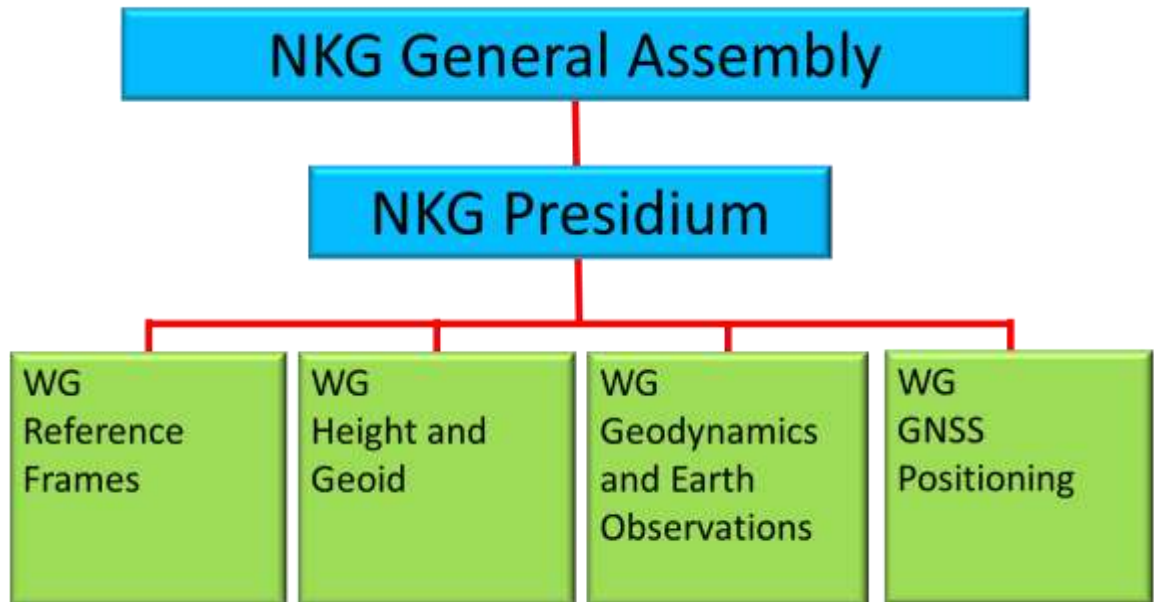 NKG General Assembly
NKG Presidium
WG
Reference
Frames
WG
Height and
Geoid
WG
Geodynamics
and Earth
Observations
WG
GNSS
Positioning